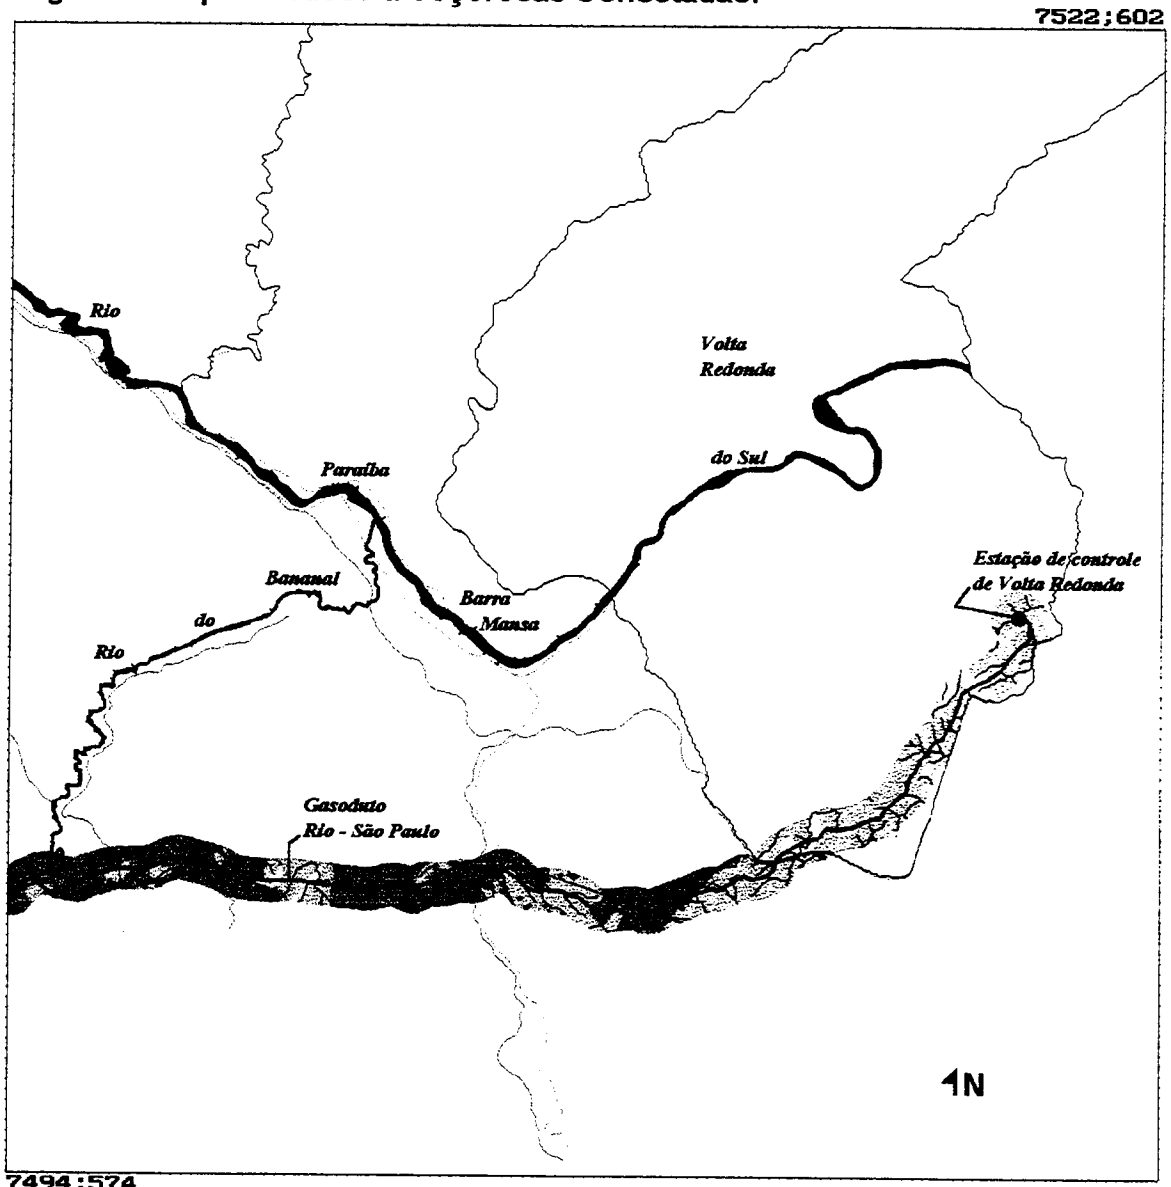 7522;602
Rio
Volta
Redonda
Paraíba
do Sul
Estação de controle
de Volta Redonda
Bananal
Barra
Mansa
do
Rio
Gasoduto
Rio - São Paulo
N
7494:574